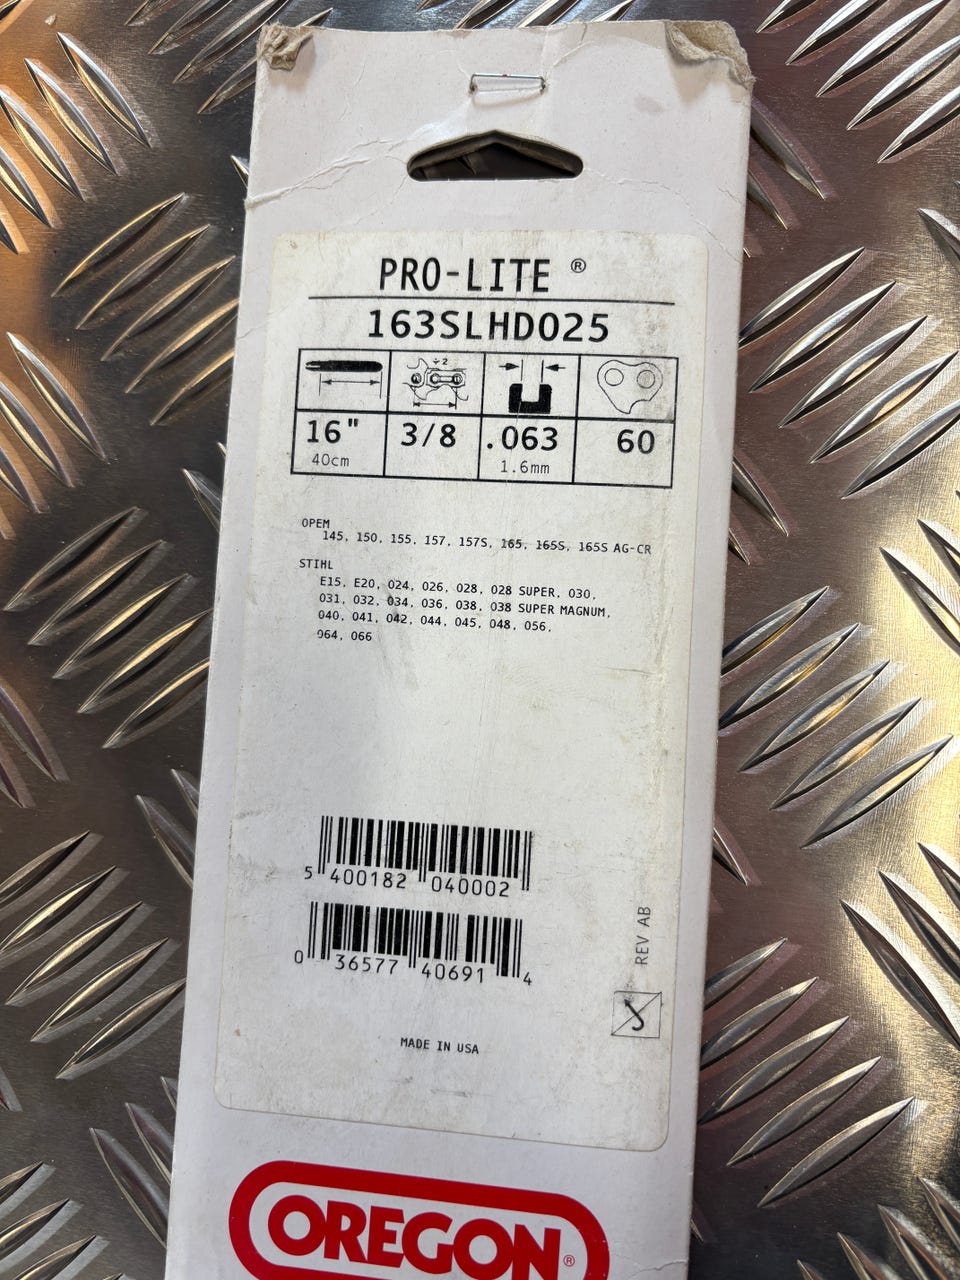 PRO-LITE ®
163SLHD025
÷2
16" 3/8 .063 60
40cm 1.6mm
OPEM
145, 150, 155, 157, 157S, 165, 165S, 165S AG-CR
STIHL
E15, E20, 024, 026, 028, 028 SUPER, 030,
031, 032, 034, 036, 038, 038 SUPER MAGNUM,
040, 041, 042, 044, 045, 048, 056,
064, 066
5 400182 040002
0 36577 40691 4
REV AB
MADE IN USA
OREGON®